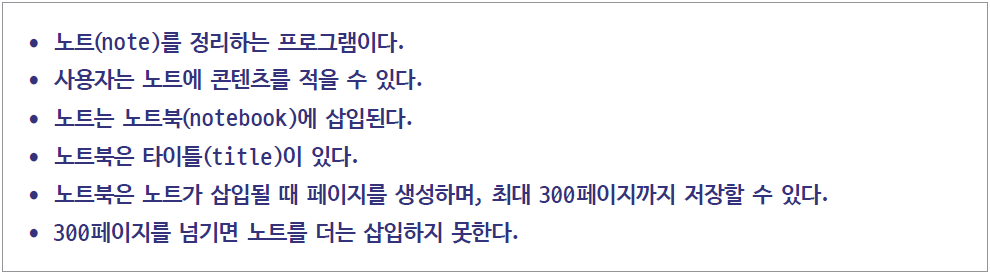 • 노트(note)를 정리하는 프로그램이다.
• 사용자는 노트에 콘텐츠를 적을 수 있다.
• 노트는 노트북(notebook)에 삽입된다.
• 노트북은 타이틀(title)이 있다.
• 노트북은 노트가 삽입될 때 페이지를 생성하며, 최대 300페이지까지 저장할 수 있다.
• 300페이지를 넘기면 노트를 더는 삽입하지 못한다.